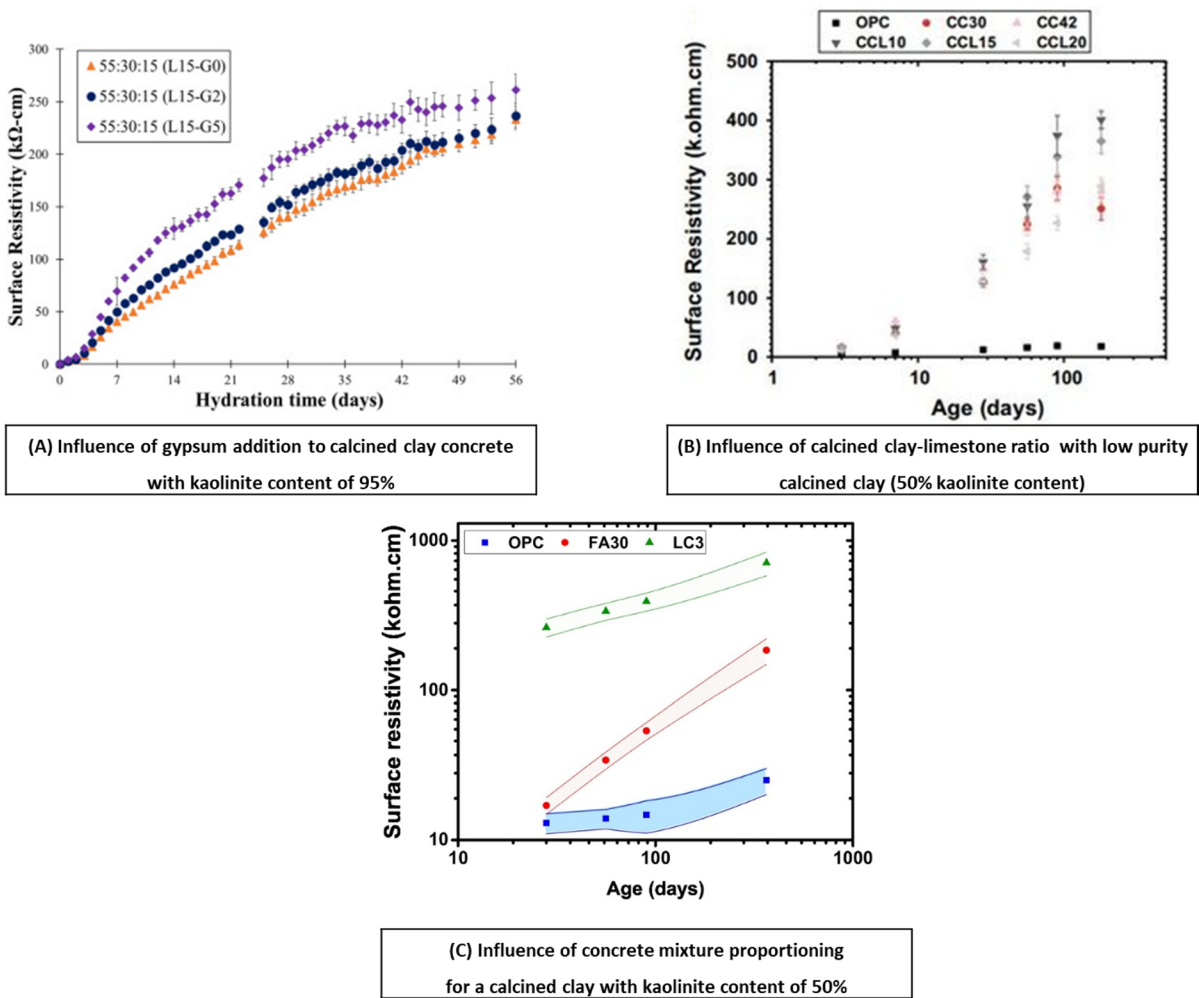 300
250
200
150
100
50
0
Surface Resistivity (kΩ-cm)
55:30:15 (L15-G0)
55:30:15 (L15-G2)
55:30:15 (L15-G5)
0 7 14 21 28 35 42 49 56
Hydration time (days)
(A) Influence of gypsum addition to calcined clay concrete
with kaolinite content of 95%
OPC CC30 CC42
CCL10 CCL15 CCL20
500
400
300
200
100
0
Surface Resistivity (k.ohm.cm)
1 10 100
Age (days)
(B) Influence of calcined clay-limestone ratio with low purity
calcined clay (50% kaolinite content)
OPC FA30 LC3
1000
100
10
Surface resistivity (kohm.cm)
10 100 1000
Age (days)
(C) Influence of concrete mixture proportioning
for a calcined clay with kaolinite content of 50%